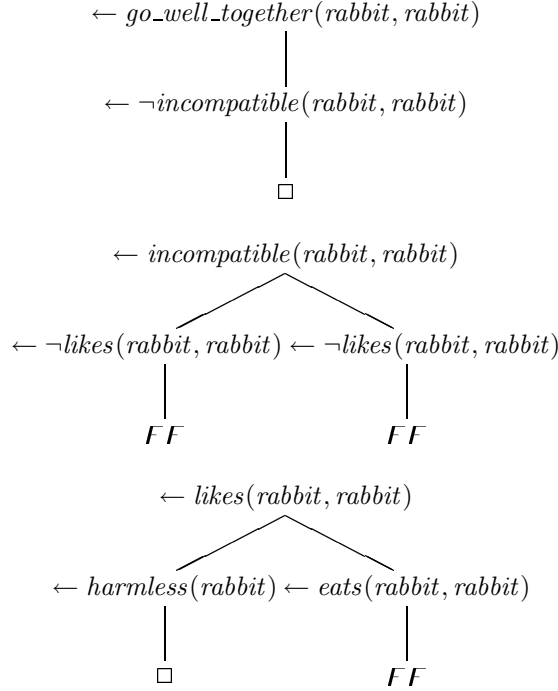 ← go_well_together(rabbit, rabbit)
← ¬incompatible(rabbit, rabbit)
□
← incompatible(rabbit, rabbit)
← ¬likes(rabbit, rabbit) ← ¬likes(rabbit, rabbit)
FF FF
← likes(rabbit, rabbit)
← harmless(rabbit) ← eats(rabbit, rabbit)
□ FF